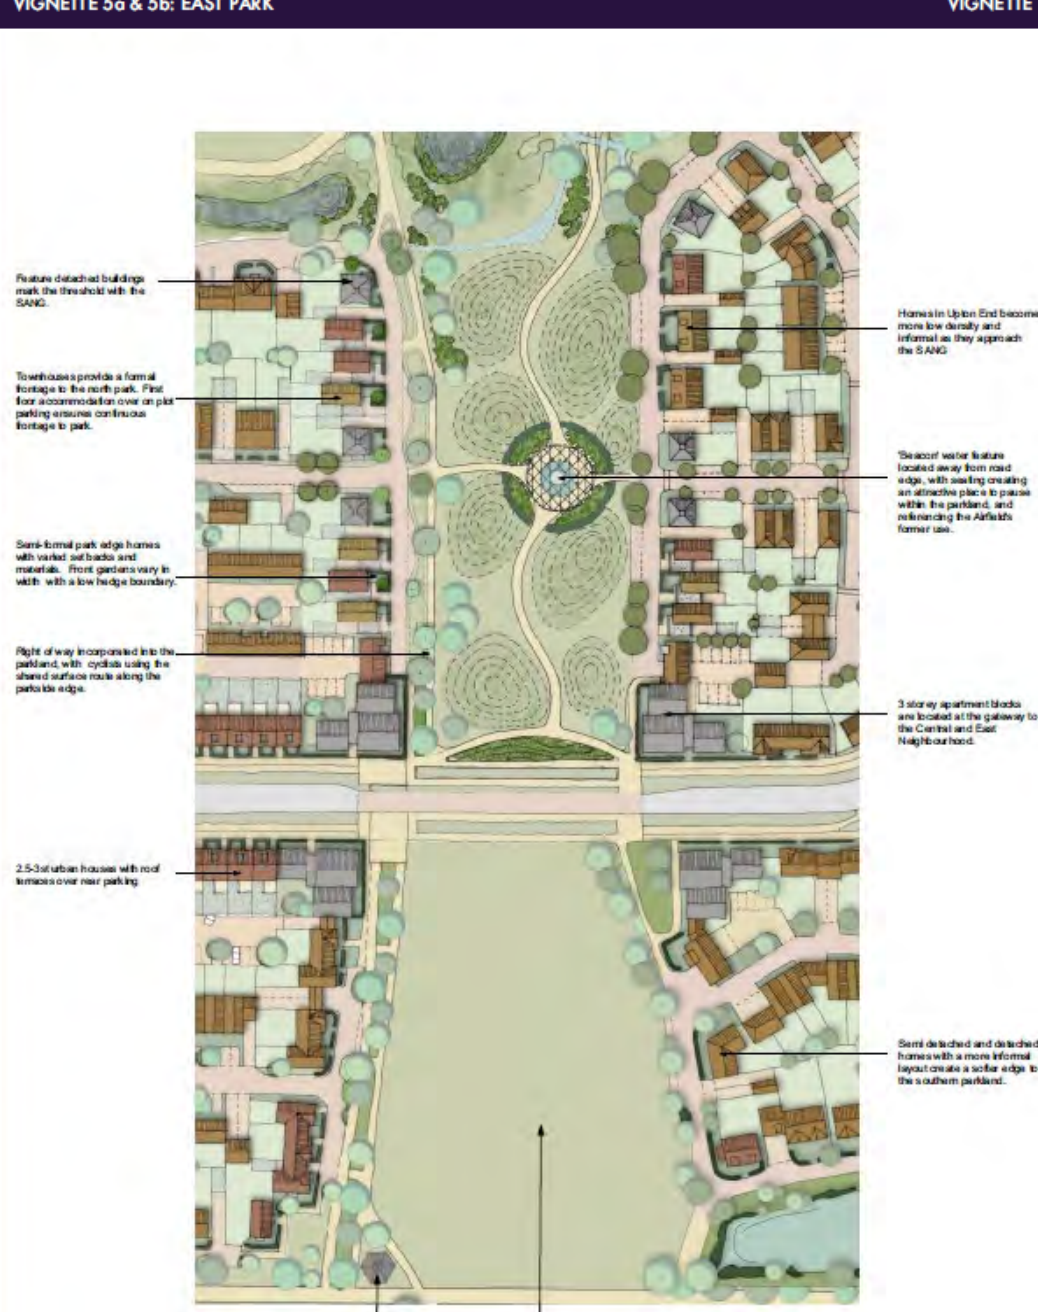 VIGNETTE 5a & 5b: EAST PARK
VIGNETTE
Feature detached buildings
mark the threshold with the
SANG.
Townhouses provide a formal
frontage to the north park. First
floor accommodation over on plot
parking ensures continuous
frontage to park.
Semi-formal park edge homes
with varied set backs and
materials. Front gardens vary in
width with a low hedge boundary.
Right of way incorporated into the
parkland, with cyclists using the
shared surface route along the
parkside edge.
2.5-3st urban houses with roof
terraces over rear parking
Homes in Upton End become
more low density and
informal as they approach
the SANG
'Beacon' water feature
located away from road
edge, with seating creating
an attractive place to pause
within the parkland, and
referencing the Airfield's
former use.
3 storey apartment blocks
are located at the gateway to
the Central and East
Neighbourhood.
Semi detached and detached
homes with a more informal
layout create a softer edge to
the southern parkland.